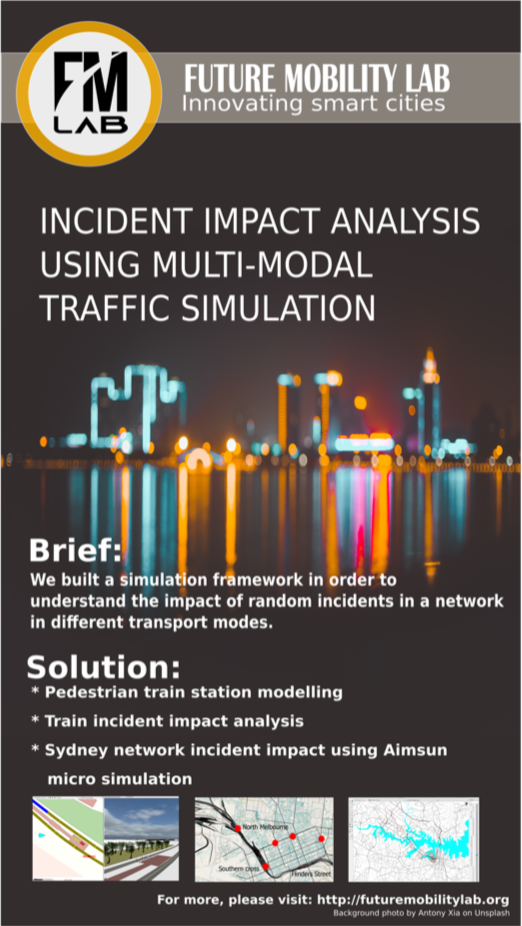 FM
LAB
FUTURE MOBILITY LAB
Innovating smart cities
INCIDENT IMPACT ANALYSIS
USING MULTI-MODAL
TRAFFIC SIMULATION
Brief:
We built a simulation framework in order to
understand the impact of random incidents in a network
in different transport modes.
Solution:
* Pedestrian train station modelling
* Train incident impact analysis
* Sydney network incident impact using Aimsun
micro simulation
North Melbourne
Southern cross
Flinders Street
For more, please visit: http://futuremobilitylab.org
Background photo by Antony Xia on Unsplash